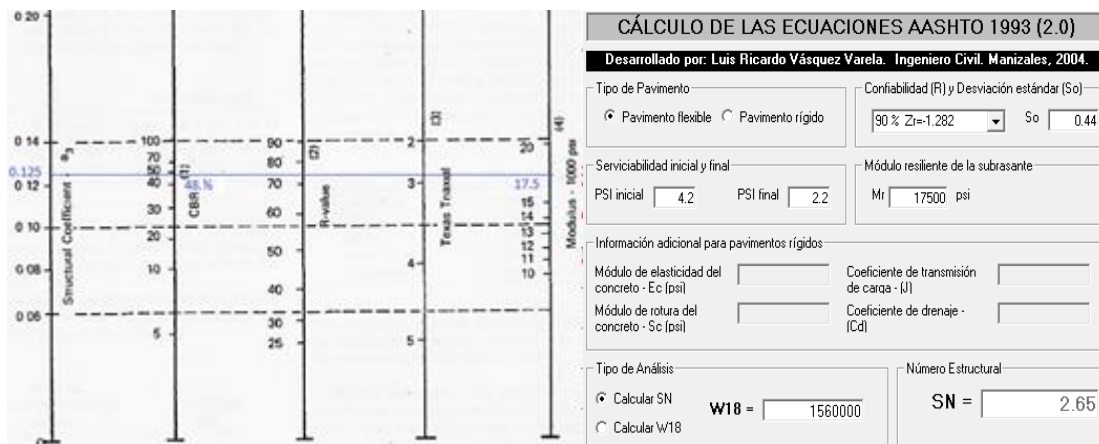 0 20
0.14
0.125
0 12
0 10
0 08
0 06
0
Structural Coefficient - a3
100
70
50
40
30
20
10
5
(1)
48.%
CBR
90
80
70
60
50
40
30
25
(2)
R-value
2
3
4
5
(3)
Texas Triaxial
20
17.5
15
14
13
12
11
10
(4)
Modulus - 1000 psi
CÁLCULO DE LAS ECUACIONES AASHTO 1993 (2.0)
Desarrollado por: Luis Ricardo Vásquez Varela. Ingeniero Civil. Manizales, 2004.
Tipo de Pavimento
Pavimento flexible
Pavimento rígido
Confiabilidad (R) y Desviación estándar (So)
90 % Zr=-1.282
So
0.44
Serviciabilidad inicial y final
PSI inicial
4.2
PSI final
2.2
Módulo resiliente de la subrasante
Mr
17500
psi
Información adicional para pavimentos rígidos
Módulo de elasticidad del
concreto - Ec (psi)
Coeficiente de transmisión
de carga - (J)
Módulo de rotura del
concreto - Sc (psi)
Coeficiente de drenaje -
(Cd)
Tipo de Análisis
Calcular SN
Calcular W18
W18 =
1560000
Número Estructural
SN =
2.65